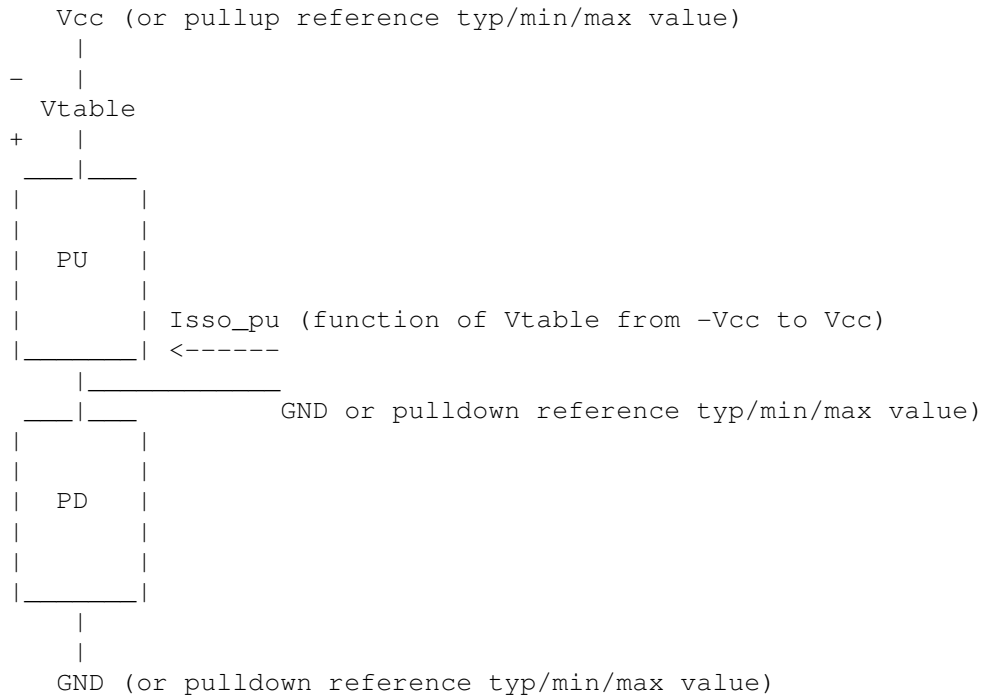 Vcc (or pullup reference typ/min/max value)
-
Vtable
+
PU
Isso_pu (function of Vtable from -Vcc to Vcc)
<------
GND or pulldown reference typ/min/max value)
PD
GND (or pulldown reference typ/min/max value)